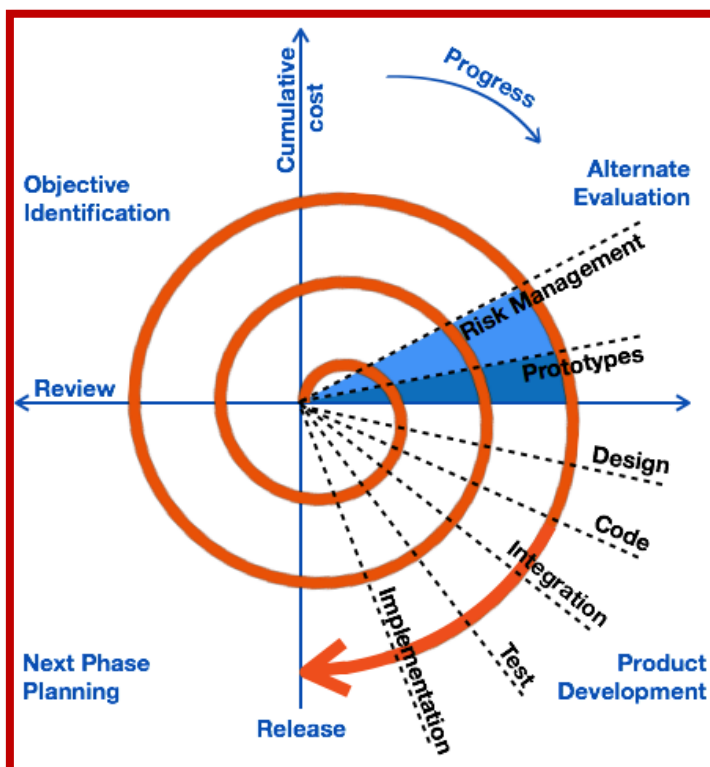 Cumulative
cost
Progress
Objective
Identification
Alternate
Evaluation
Risk Management
Prototypes
Review
Design
Code
Integration
Test
Implementation
Next Phase
Planning
Product
Development
Release